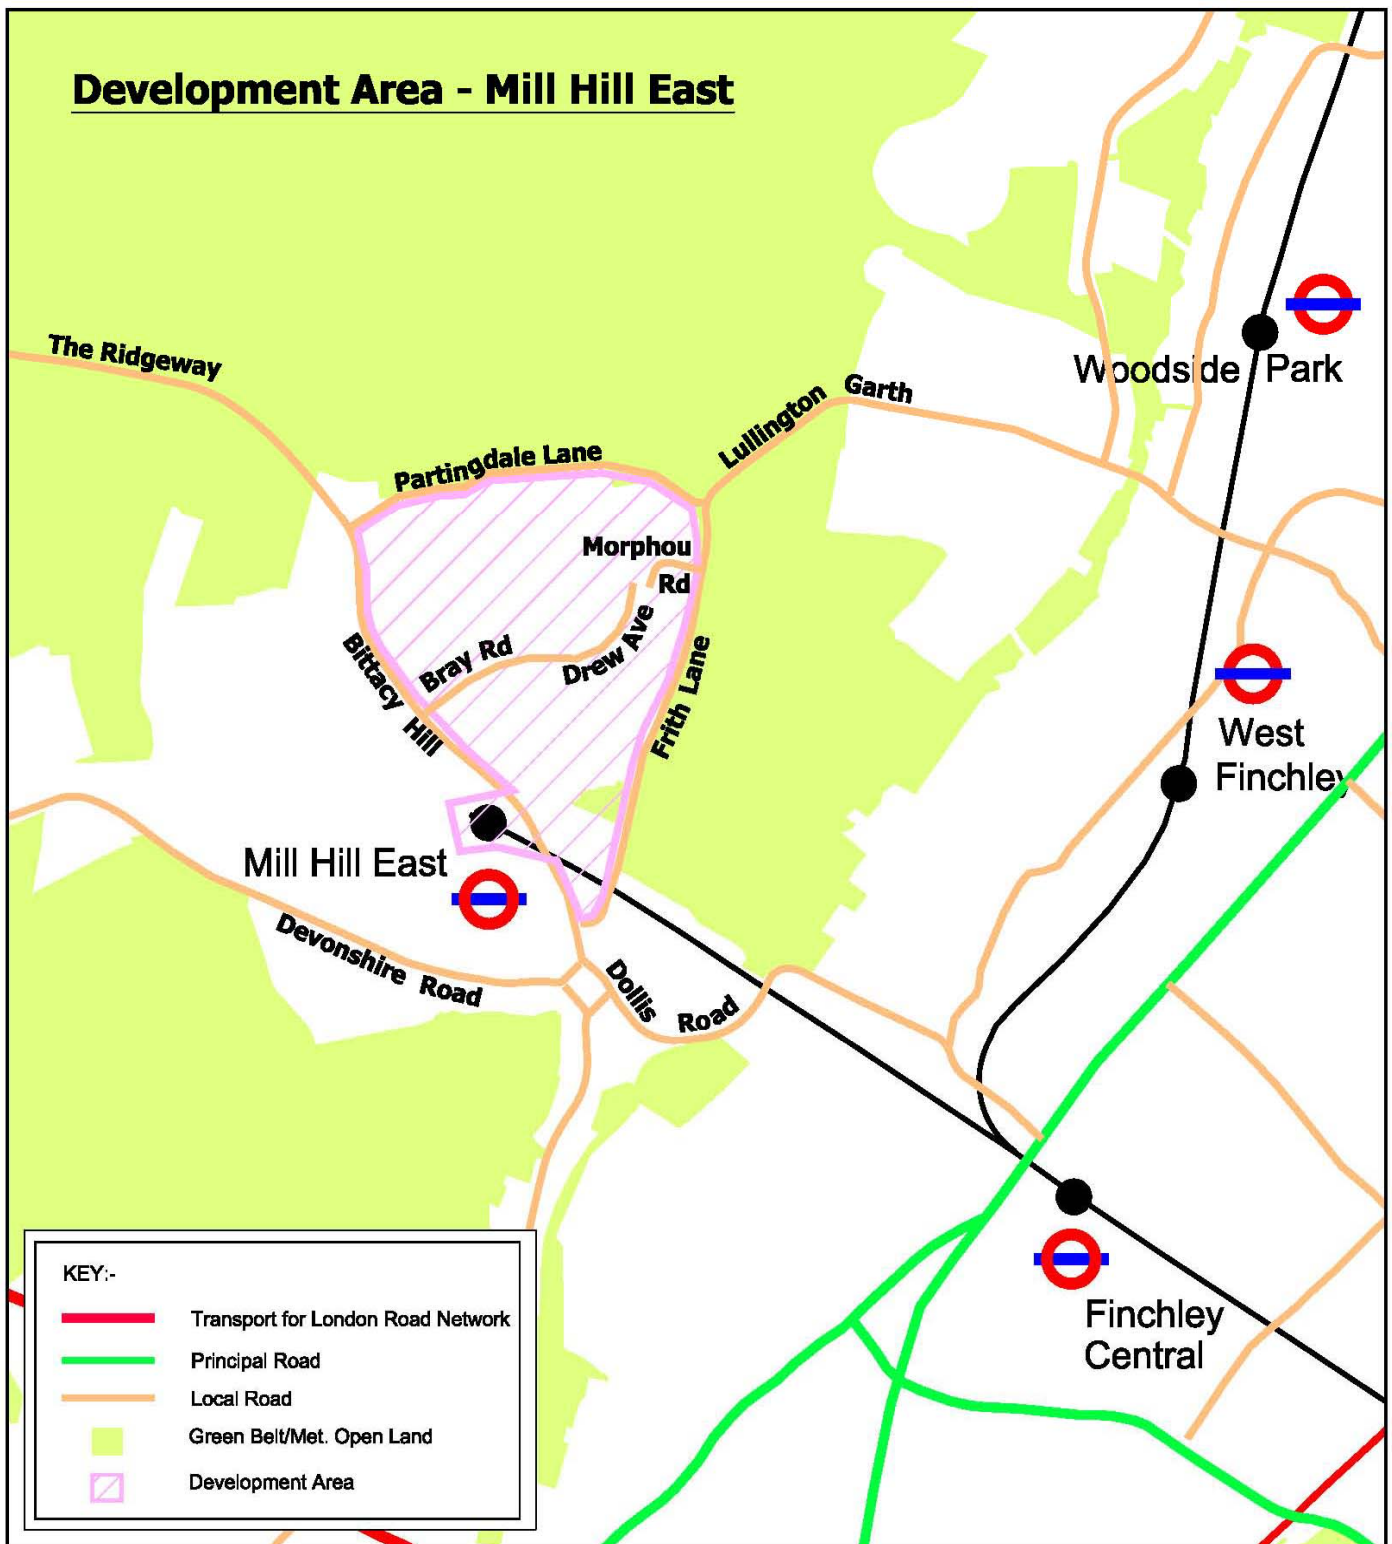 Development Area - Mill Hill East
The Ridgeway
Woodside Park
Lullington Garth
Partingdale Lane
Morphou
Rd
Bray Rd
Drew Ave
Bittacy Hill
Frith Lane
West
Finchley
Mill Hill East
Devonshire Road
Dollis Road
Finchley
Central
KEY:-
Transport for London Road Network
Principal Road
Local Road
Green Belt/Met. Open Land
Development Area